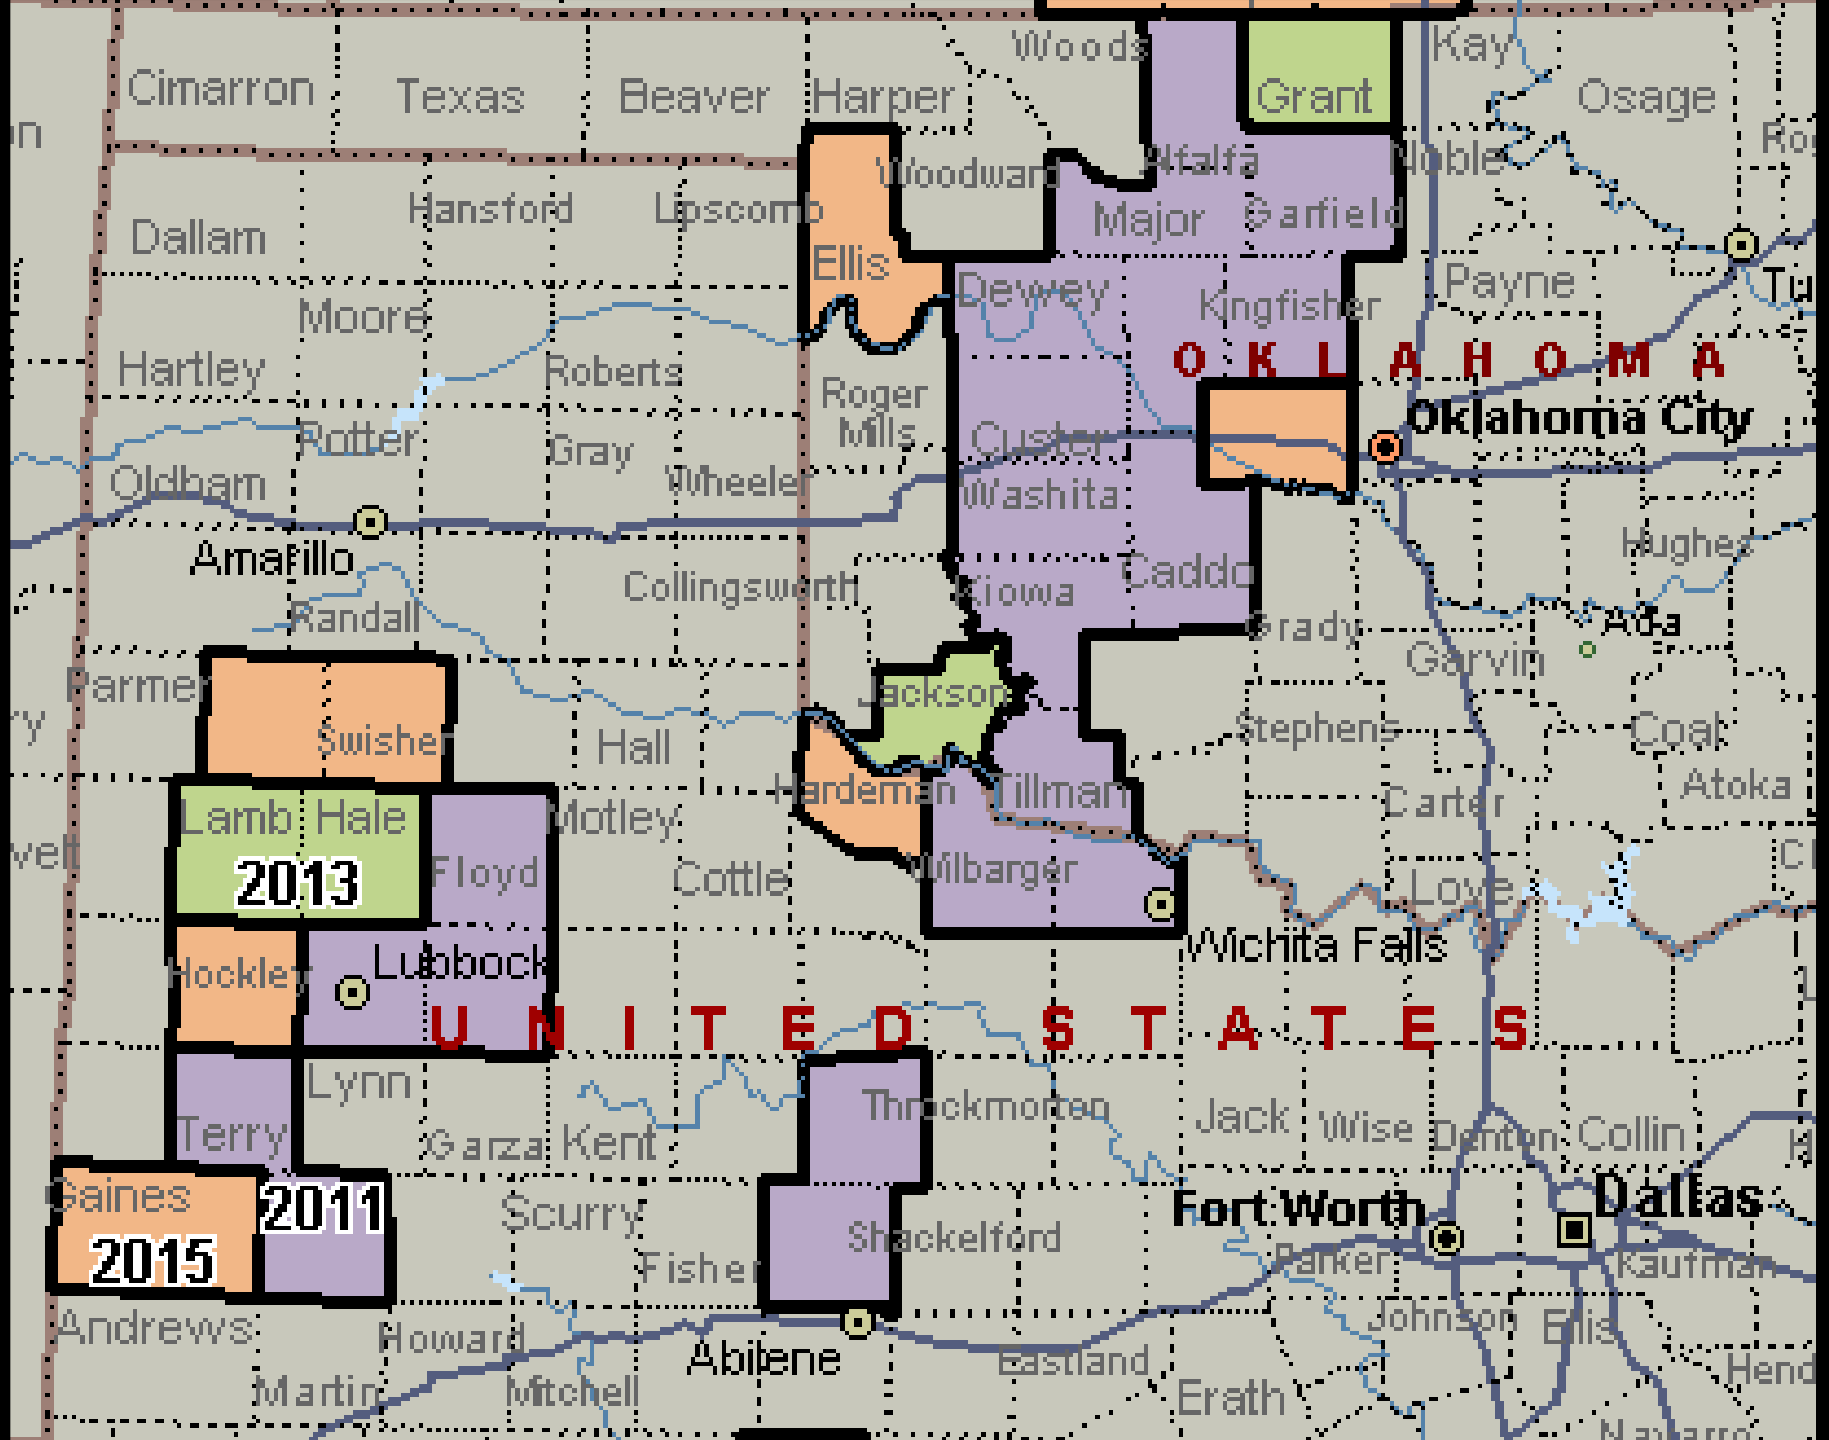 Woods
Kay
Cimarron
Texas
Beaver
Harper
Grant
Osage
Woodward
Alfalfa
Noble
Hansford
Lipscomb
Dallam
Major
Garfield
Ellis
Dewey
Kingfisher
Payne
Moore
O K L A H O M A
Hartley
Roberts
Roger
Mills
Oklahoma City
Potter
Gray
Custer
Oldham
Wheeler
Washita
Amarillo
Hughes
Collingsworth
Kiowa
Caddo
Randall
Grady
Ada
Garvin
Parmer
Jackson
Swisher
Hall
Stephens
Coal
Hardeman
Tillman
Atoka
Lamb
Hale
Motley
Carter
Floyd
Cottle
Wilbarger
Love
2013
Wichita Falls
Hockley
Lubbock
U N I T E D S T A T E S
Lynn
Throckmorton
Jack
Wise
Denton
Collin
Terry
Garza
Kent
Gaines
2011
Scurry
Fort Worth
Dallas
2015
Fisher
Shackelford
Parker
Kaufman
Andrews
Howard
Abilene
Eastland
Johnson
Ellis
Martin
Mitchell
Erath
Hend